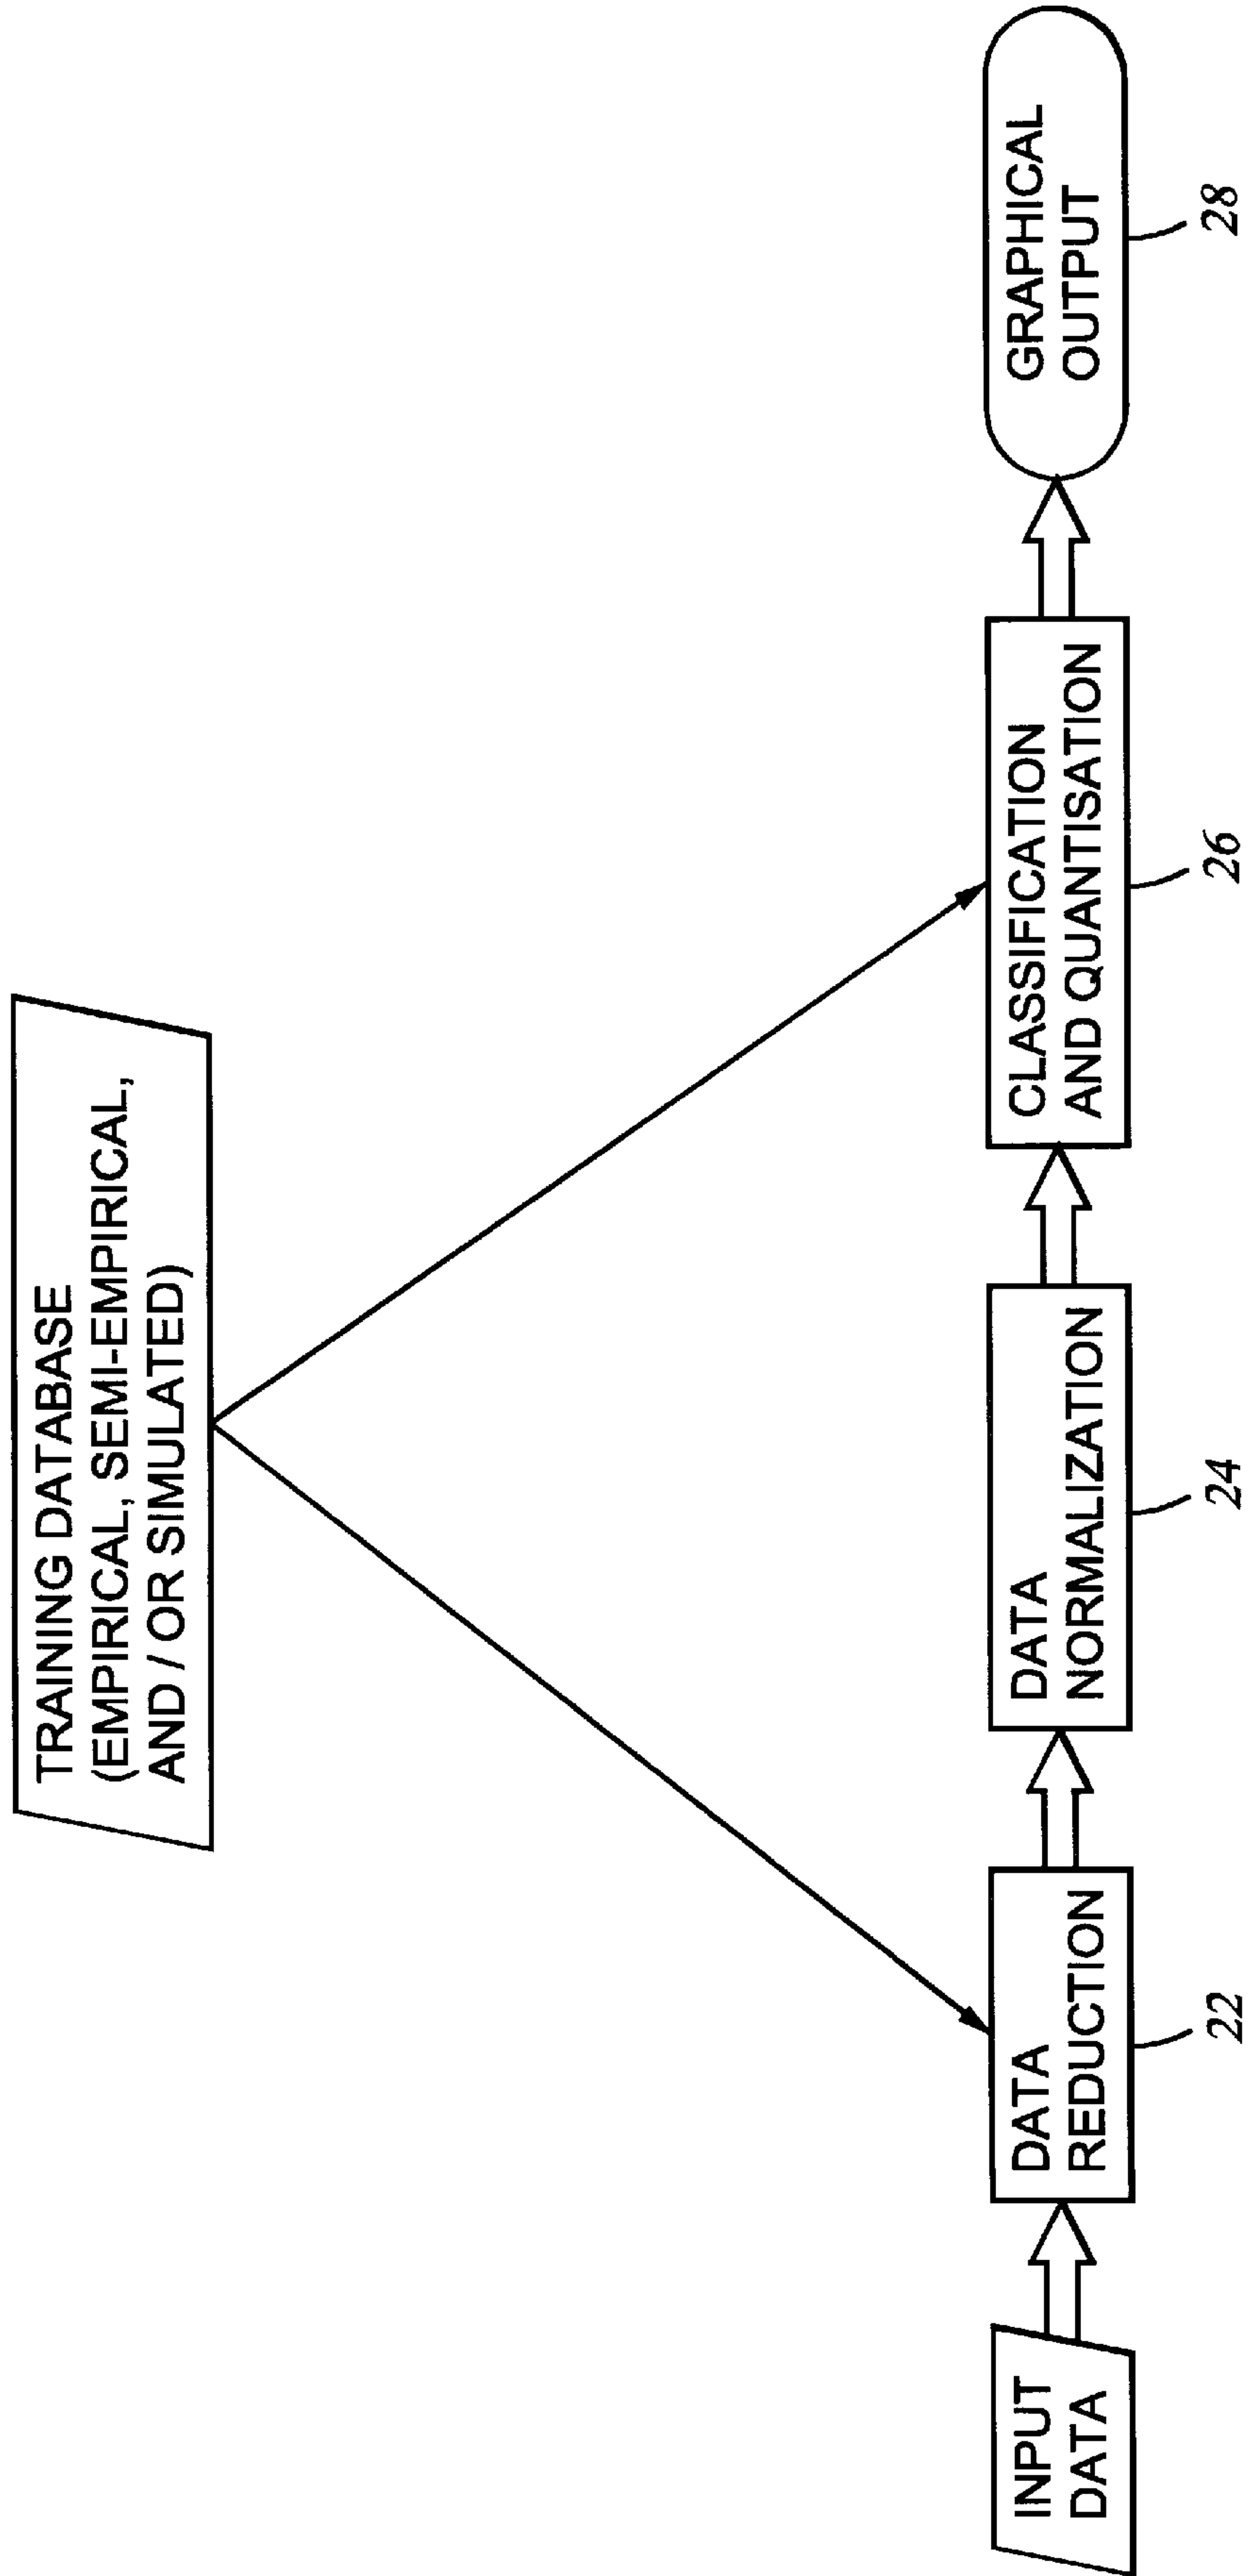 TRAINING DATABASE
(EMPIRICAL, SEMI-EMPIRICAL,
AND / OR SIMULATED)
INPUT
DATA
DATA
REDUCTION
22
DATA
NORMALIZATION
24
CLASSIFICATION
AND QUANTISATION
26
GRAPHICAL
OUTPUT
28